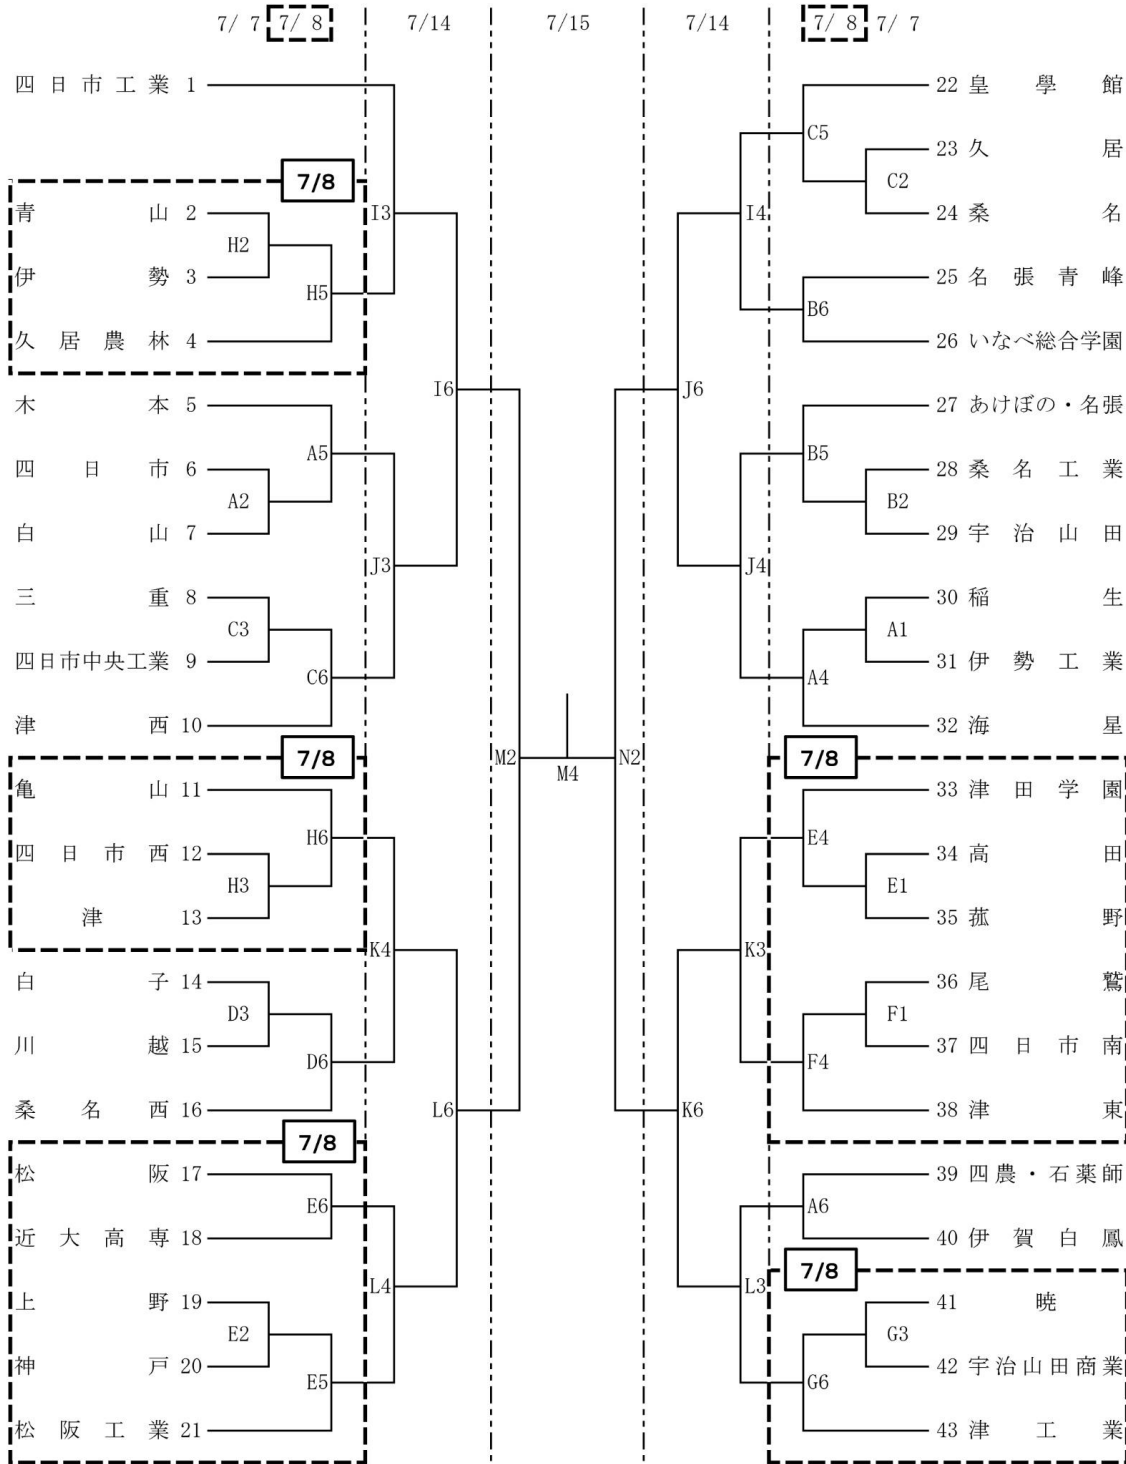 7/ 7 7/ 8 7/14 7/15 7/14 7/ 8 7/ 7
四日市工業 1
7/8
青山 2
H2
伊勢 3
H5
久居農林 4
I3
木本 5
A5
四日市 6
A2
白山 7
J3
三重 8
C3
四日市中央工業 9
C6
津西 10
I6
7/8
亀山 11
H6
四日市西 12
H3
津 13
K4
白子 14
D3
川越 15
D6
桑名西 16
L6
7/8
松阪 17
E6
近大高専 18
L4
上野 19
E2
神戸 20
E5
松阪工業 21
M2
M4
N2
22 皇學館
C5
23 久居
C2
24 桑名
I4
25 名張青峰
B6
26 いなべ総合学園
J6
27 あけぼの・名張
B5
28 桑名工業
B2
29 宇治山田
J4
30 稲生
A1
31 伊勢工業
A4
32 海星
7/8
33 津田学園
E4
34 高田
E1
35 菰野
K3
36 尾鷲
F1
37 四日市南
F4
38 津東
K6
39 四農・石薬師
A6
40 伊賀白鳳
7/8
L3
41 暁
G3
42 宇治山田商業
G6
43 津工業